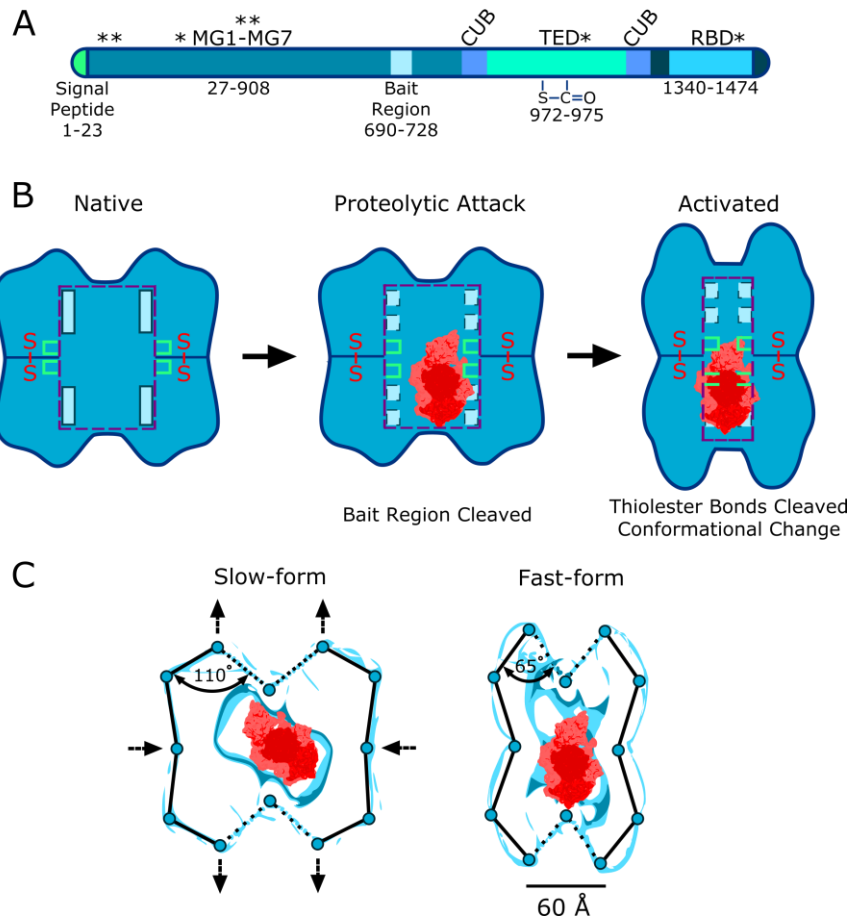 A
**
* MG1-MG7
**
CUB
TED*
CUB
RBD*
Signal
Peptide
1-23
27-908
Bait
Region
690-728
S-C=O
972-975
1340-1474
B
Native
Proteolytic Attack
Activated
S
S
S
S
S
S
S
S
S
S
S
S
Bait Region Cleaved
Thiolester Bonds Cleaved
Conformational Change
C
Slow-form
Fast-form
110°
65°
60 Å